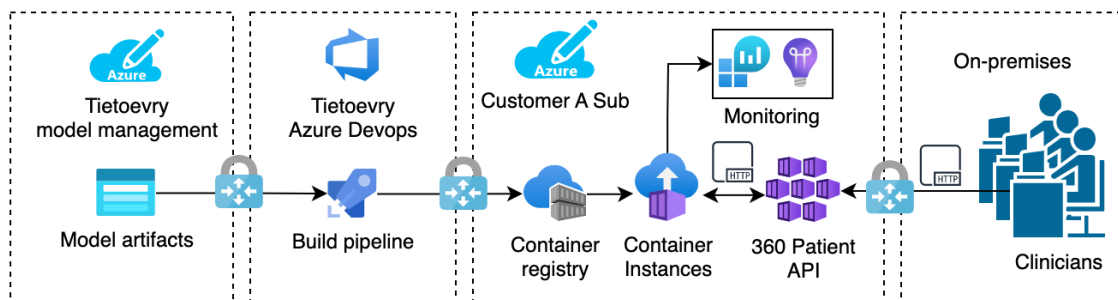 Azure
Tietoevry
model management
Model artifacts
Tietoevry
Azure Devops
Build pipeline
Azure
Customer A Sub
Monitoring
HTTP
Container
registry
Container
Instances
360 Patient
API
On-premises
HTTP
Clinicians